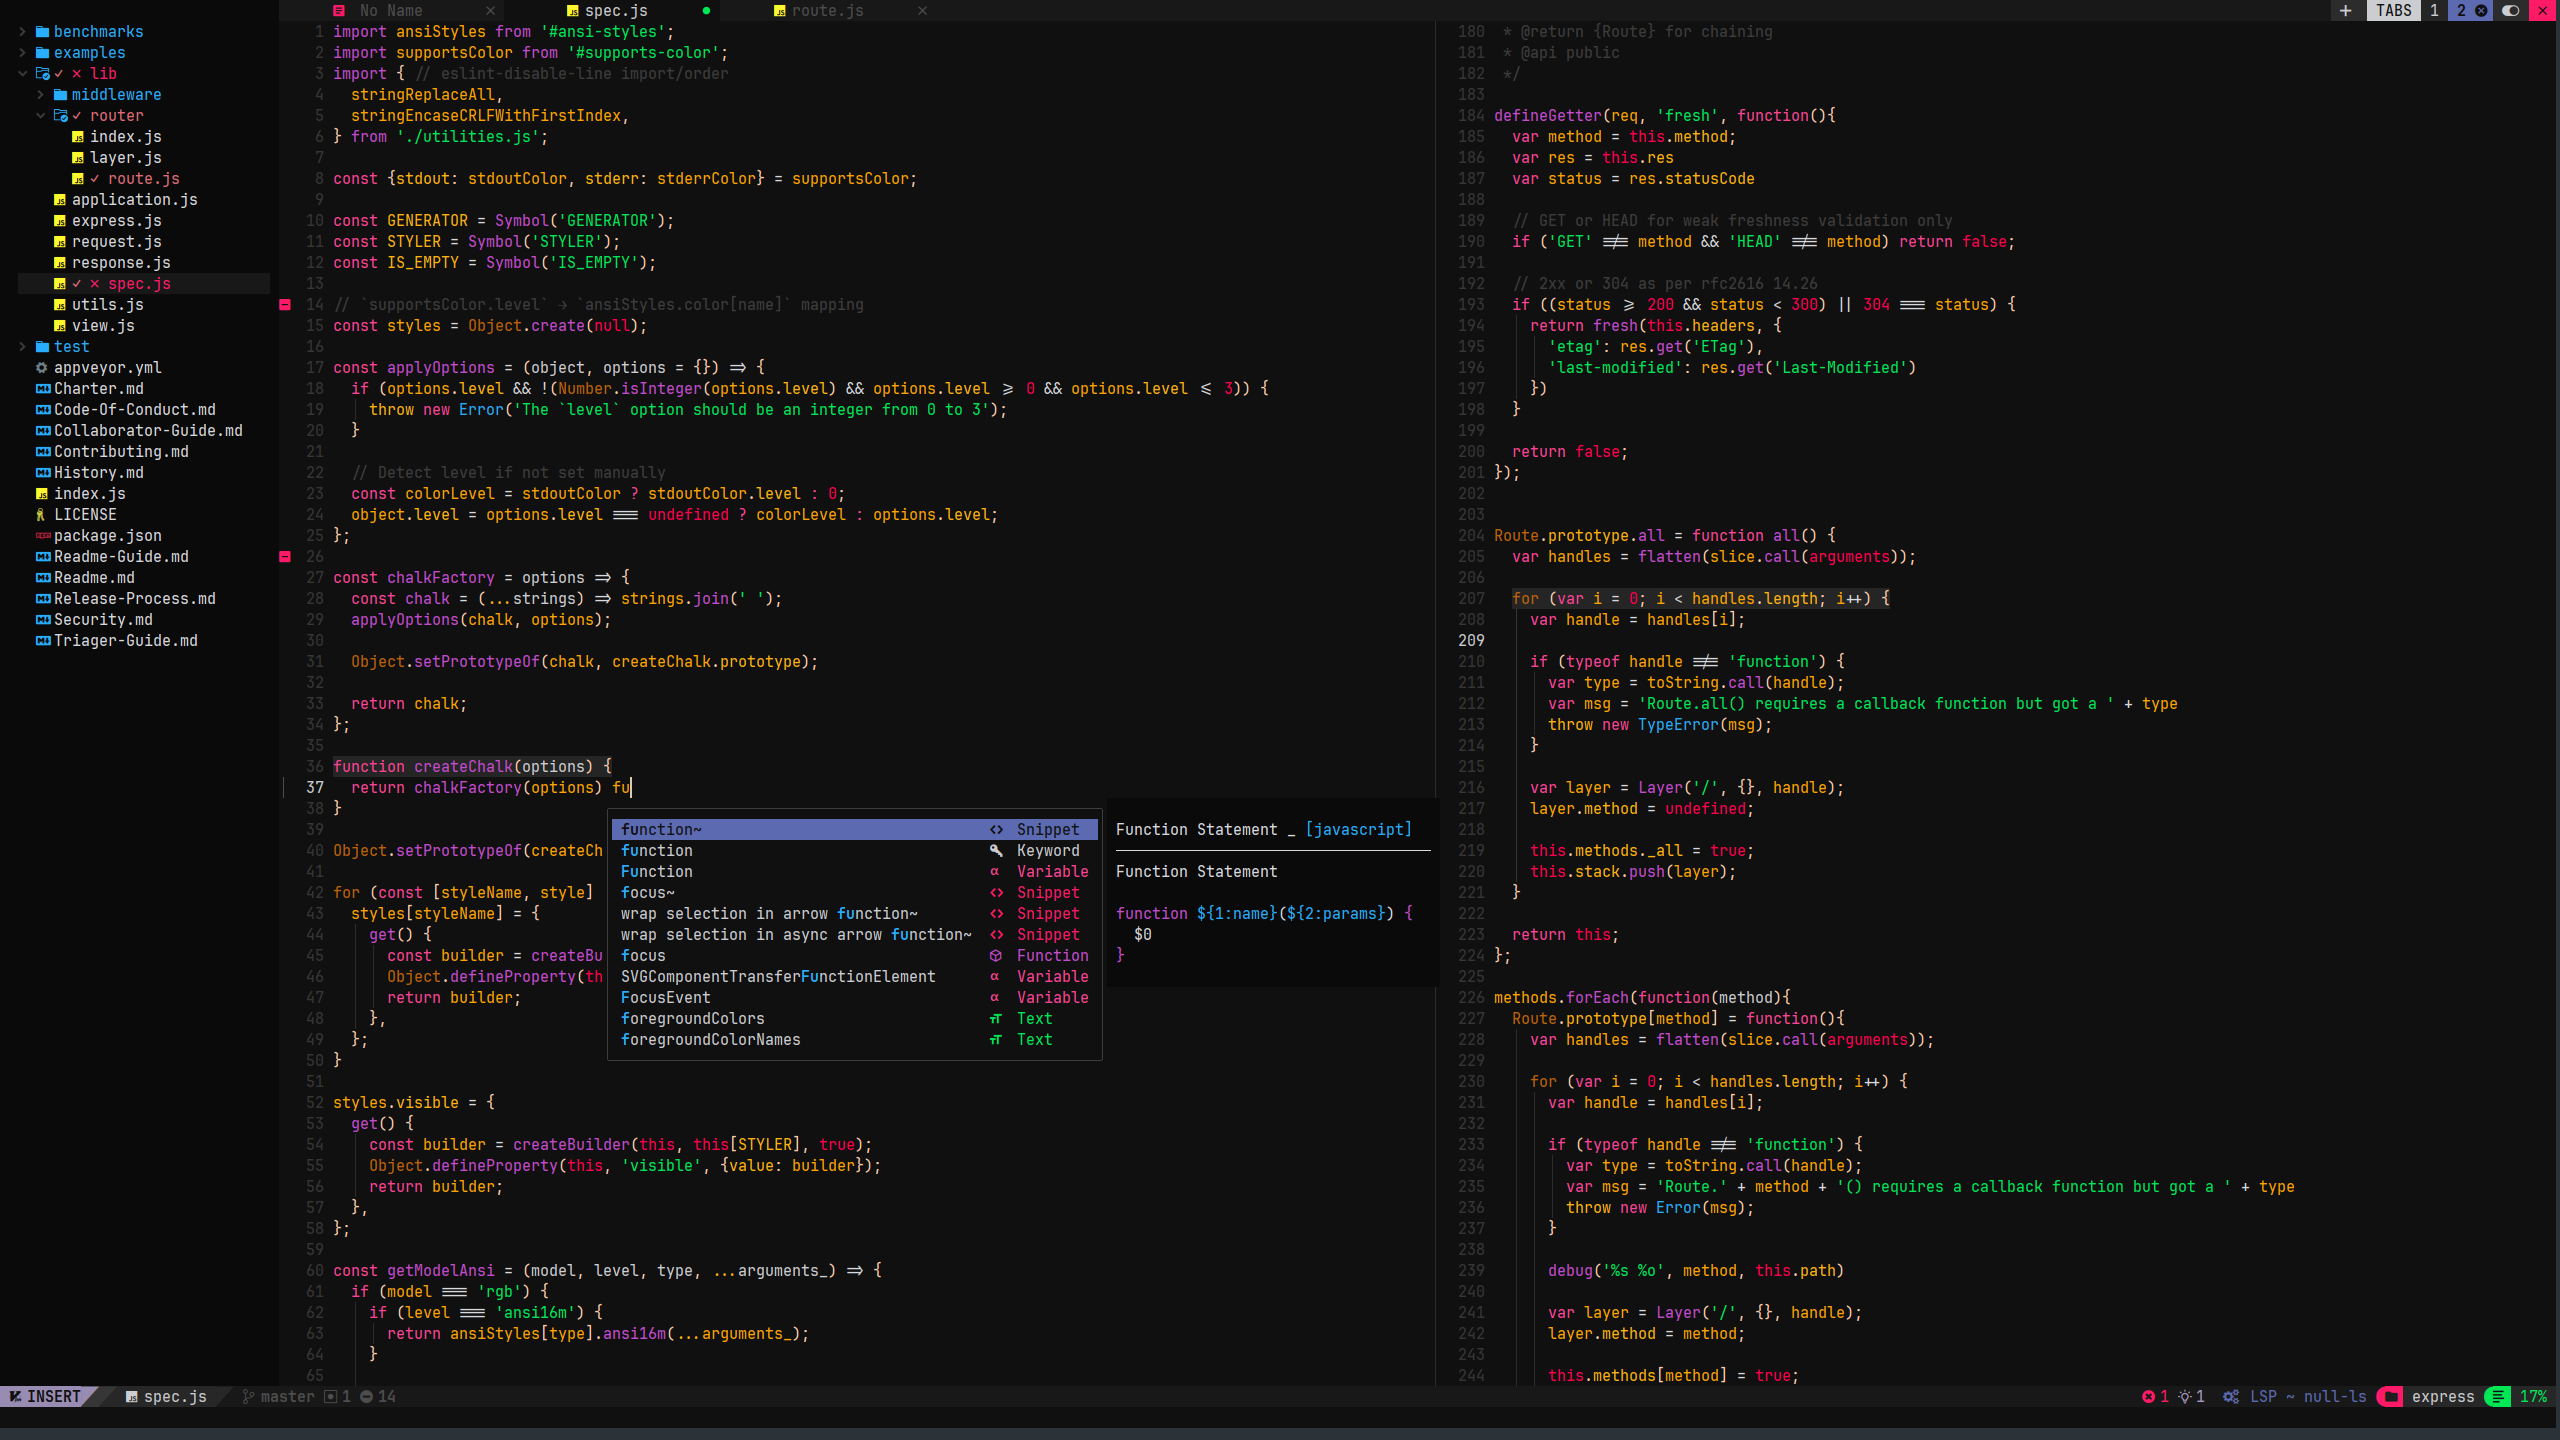 No Name
spec.js
route.js
TABS 1 2
benchmarks
examples
lib
middleware
router
index.js
layer.js
route.js
application.js
express.js
request.js
response.js
spec.js
utils.js
view.js
test
appveyor.yml
Charter.md
Code-Of-Conduct.md
Collaborator-Guide.md
Contributing.md
History.md
index.js
LICENSE
package.json
Readme-Guide.md
Readme.md
Release-Process.md
Security.md
Triager-Guide.md
1 import ansiStyles from '#ansi-styles';
2 import supportsColor from '#supports-color';
3 import { // eslint-disable-line import/order
4 stringReplaceAll,
5 stringEncaseCRLFWithFirstIndex,
6 } from './utilities.js';
7
8 const {stdout: stdoutColor, stderr: stderrColor} = supportsColor;
9
10 const GENERATOR = Symbol('GENERATOR');
11 const STYLER = Symbol('STYLER');
12 const IS_EMPTY = Symbol('IS_EMPTY');
13
14 // `supportsColor.level` → `ansiStyles.color[name]` mapping
15 const styles = Object.create(null);
16
17 const applyOptions = (object, options = {}) => {
18 if (options.level && !(Number.isInteger(options.level) && options.level >= 0 && options.level <= 3)) {
19 throw new Error('The `level` option should be an integer from 0 to 3');
20 }
21
22 // Detect level if not set manually
23 const colorLevel = stdoutColor ? stdoutColor.level : 0;
24 object.level = options.level === undefined ? colorLevel : options.level;
25 };
26
27 const chalkFactory = options => {
28 const chalk = (...strings) => strings.join(' ');
29 applyOptions(chalk, options);
30
31 Object.setPrototypeOf(chalk, createChalk.prototype);
32
33 return chalk;
34 };
35
36 function createChalk(options) {
37 return chalkFactory(options) fu
38 }
39
40 Object.setPrototypeOf(createCh
41
42 for (const [styleName, style]
43 styles[styleName] = {
44 get() {
45 const builder = createBu
46 Object.defineProperty(th
47 return builder;
48 },
49 };
50 }
51
52 styles.visible = {
53 get() {
54 const builder = createBuilder(this, this[STYLER], true);
55 Object.defineProperty(this, 'visible', {value: builder});
56 return builder;
57 },
58 };
59
60 const getModelAnsi = (model, level, type, ...arguments_) => {
61 if (model === 'rgb') {
62 if (level === 'ansi16m') {
63 return ansiStyles[type].ansi16m(...arguments_);
64 }
65
function~ Snippet
function Keyword
Function Variable
focus~ Snippet
wrap selection in arrow function~ Snippet
wrap selection in async arrow function~ Snippet
focus Function
SVGComponentTransferFunctionElement Variable
FocusEvent Variable
foregroundColors Text
foregroundColorNames Text
Function Statement _ [javascript]
Function Statement
function ${1:name}(${2:params}) {
$0
}
180 * @return {Route} for chaining
181 * @api public
182 */
183
184 defineGetter(req, 'fresh', function(){
185 var method = this.method;
186 var res = this.res
187 var status = res.statusCode
188
189 // GET or HEAD for weak freshness validation only
190 if ('GET' !== method && 'HEAD' !== method) return false;
191
192 // 2xx or 304 as per rfc2616 14.26
193 if ((status >= 200 && status < 300) || 304 === status) {
194 return fresh(this.headers, {
195 'etag': res.get('ETag'),
196 'last-modified': res.get('Last-Modified')
197 })
198 }
199
200 return false;
201 });
202
203
204 Route.prototype.all = function all() {
205 var handles = flatten(slice.call(arguments));
206
207 for (var i = 0; i < handles.length; i++) {
208 var handle = handles[i];
209
210 if (typeof handle !== 'function') {
211 var type = toString.call(handle);
212 var msg = 'Route.all() requires a callback function but got a ' + type
213 throw new TypeError(msg);
214 }
215
216 var layer = Layer('/', {}, handle);
217 layer.method = undefined;
218
219 this.methods._all = true;
220 this.stack.push(layer);
221 }
222
223 return this;
224 };
225
226 methods.forEach(function(method){
227 Route.prototype[method] = function(){
228 var handles = flatten(slice.call(arguments));
229
230 for (var i = 0; i < handles.length; i++) {
231 var handle = handles[i];
232
233 if (typeof handle !== 'function') {
234 var type = toString.call(handle);
235 var msg = 'Route.' + method + '() requires a callback function but got a ' + type
236 throw new Error(msg);
237 }
238
239 debug('%s %o', method, this.path)
240
241 var layer = Layer('/', {}, handle);
242 layer.method = method;
243
244 this.methods[method] = true;
INSERT spec.js master 1 14
1 1 LSP ~ null-ls express 17%